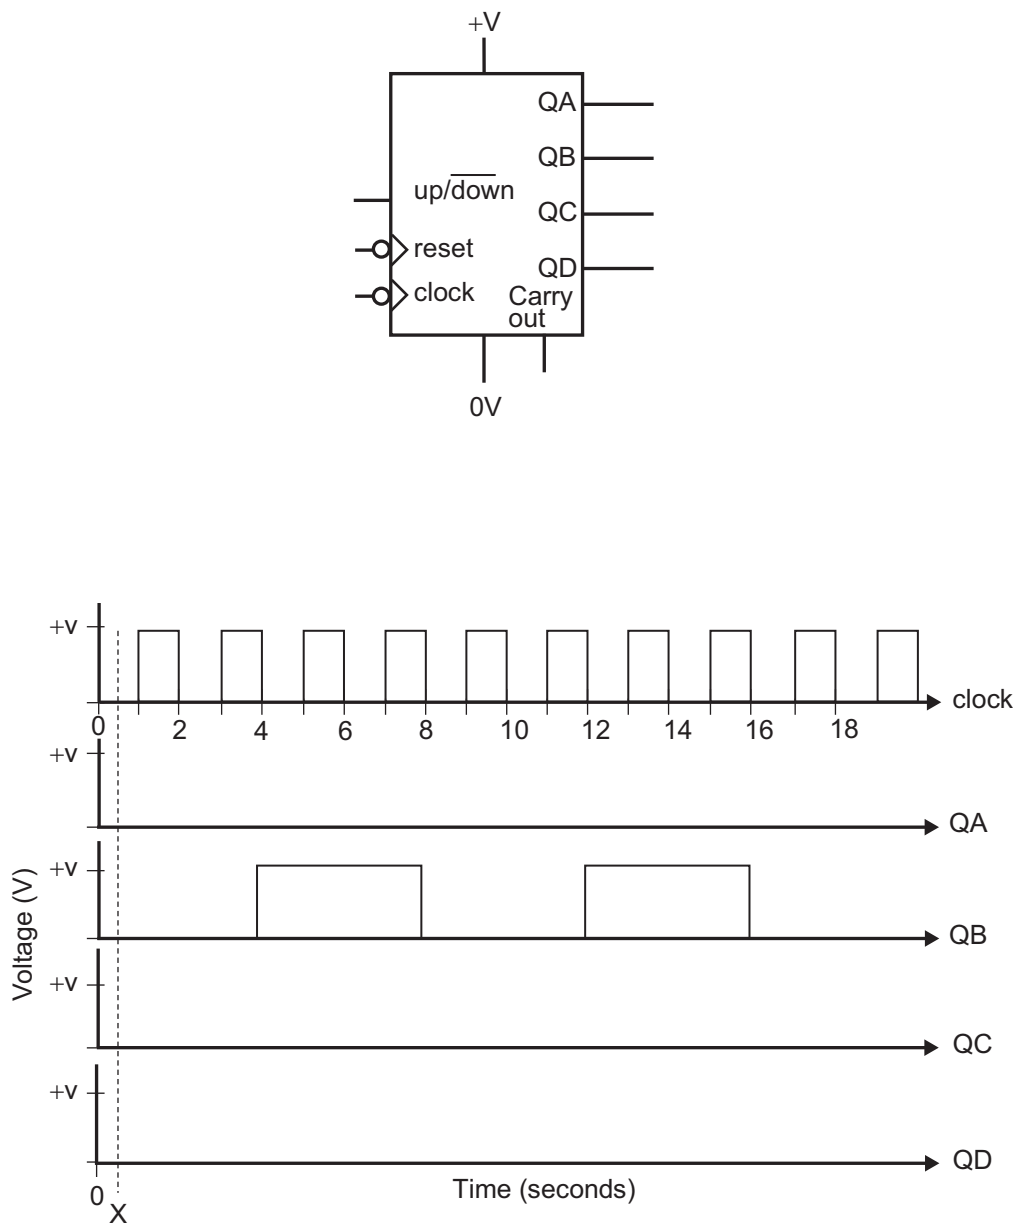 +V
QA
QB
up/down
QC
reset
QD
clock
Carry
out
0V
+v
clock
0 2 4 6 8 10 12 14 16 18
+v
QA
+v
QB
Voltage (V)
+v
QC
+v
QD
0
Time (seconds)
X